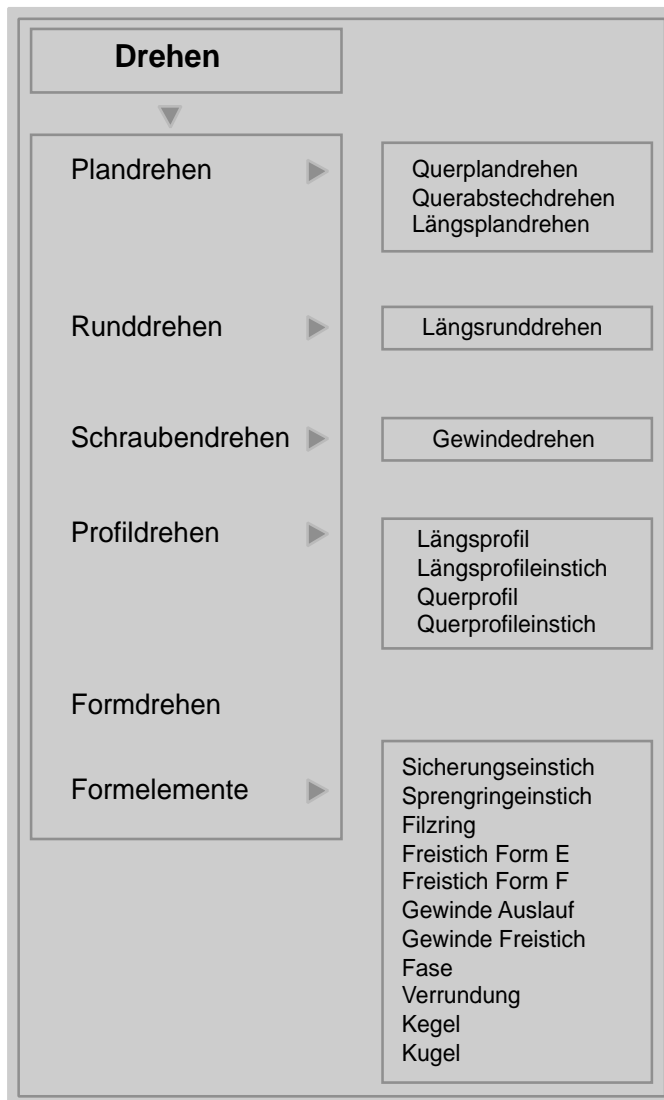 Drehen
Plandrehen
Querplandrehen
Querabstechdrehen
Längsplandrehen
Runddrehen
Längsrunddrehen
Schraubendrehen
Gewindedrehen
Profildrehen
Längsprofil
Längsprofileinstich
Querprofil
Querprofileinstich
Formdrehen
Formelemente
Sicherungseinstich
Sprengringeinstich
Filzring
Freistich Form E
Freistich Form F
Gewinde Auslauf
Gewinde Freistich
Fase
Verrundung
Kegel
Kugel